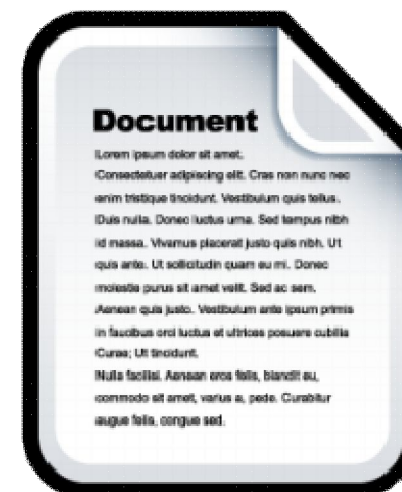 Document
Lorem ipsum dolor sit amet,
Consectetuer adipiscing elit. Cras non nunc nec
enim tristique tincidunt. Vestibulum quis tellus.
Duis nulla. Donec luctus urna. Sed tempus nibh
id massa. Vivamus placerat justo quis nibh. Ut
quis ante. Ut sollicitudin quam eu mi. Donec
molestie purus sit amet velit. Sed ac sem.
Aenean quis justo. Vestibulum ante ipsum primis
in faucibus orci luctus et ultrices posuere cubilia
Curae; Ut tincidunt.
Nulla facilisi. Aenean eros felis, blandit eu,
commodo sit amet, varius a, pede. Curabitur
augue felis, congue sed.